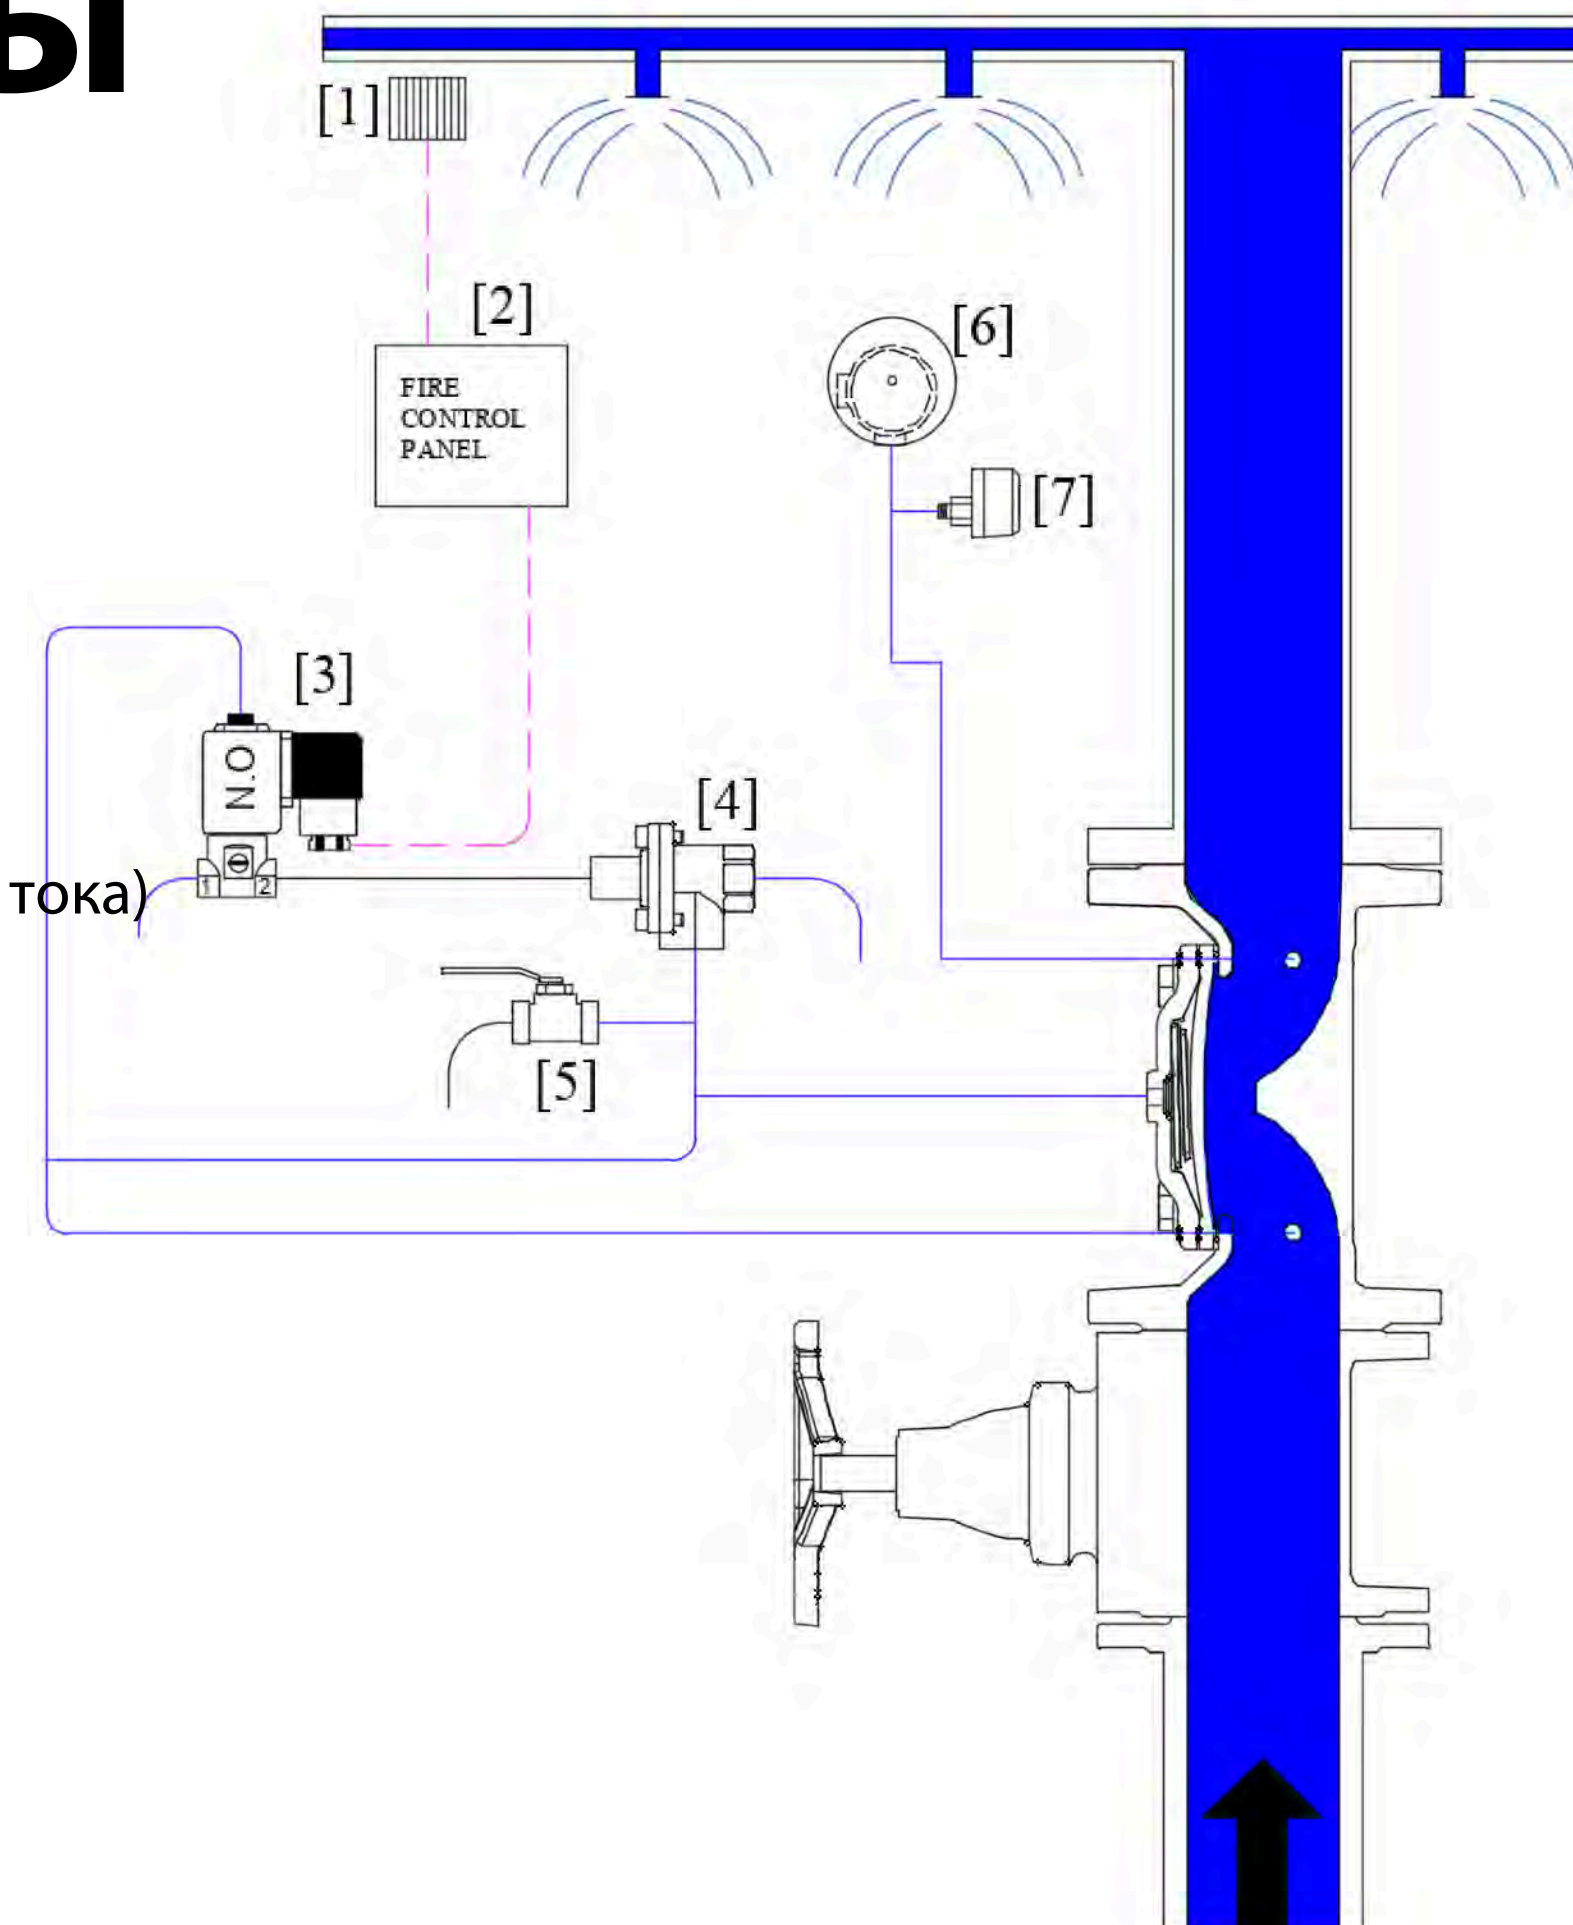 ы
[1]
[2]
FIRE
CONTROL
PANEL
[6]
[7]
[3]
N.O
[4]
1 2
тока)
[5]